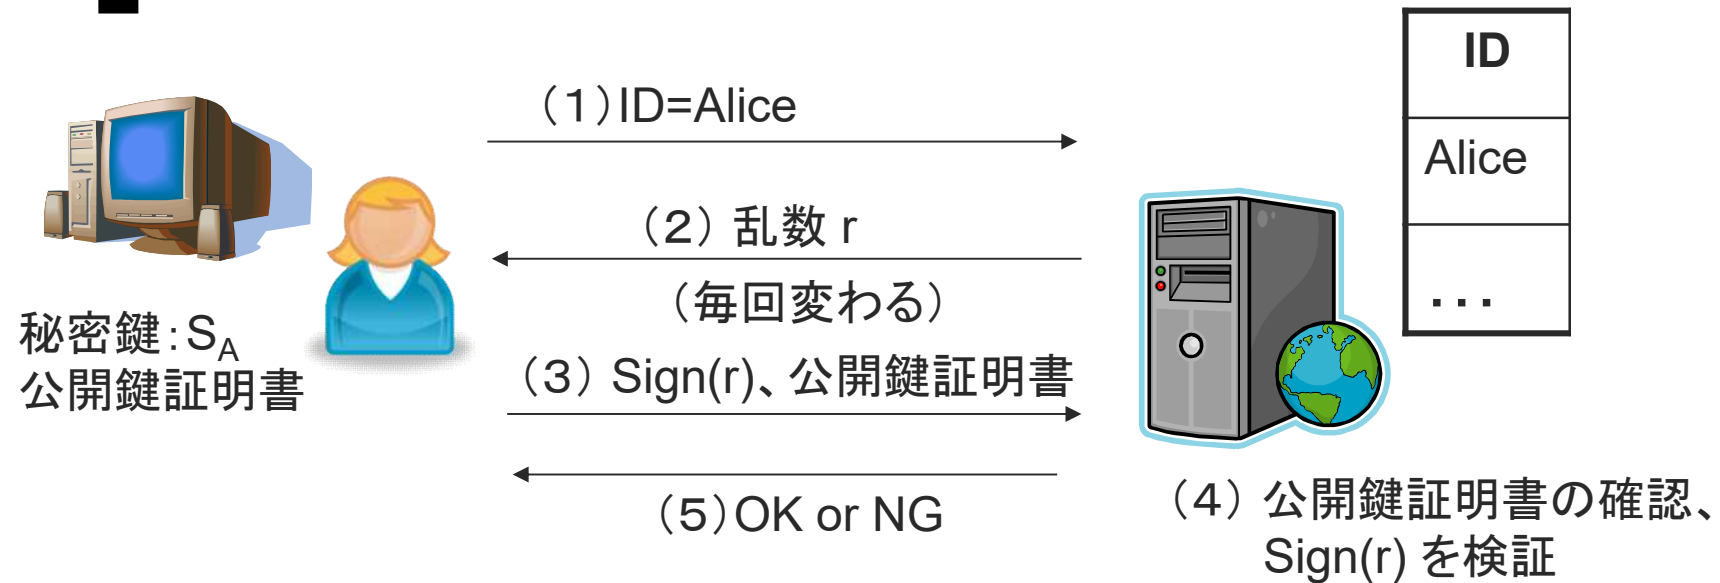 (1)ID=Alice
(2) 乱数 r
(毎回変わる)
(3) Sign(r)、公開鍵証明書
(5)OK or NG
秘密鍵:SA
公開鍵証明書
ID
Alice
...
(4) 公開鍵証明書の確認、
Sign(r) を検証